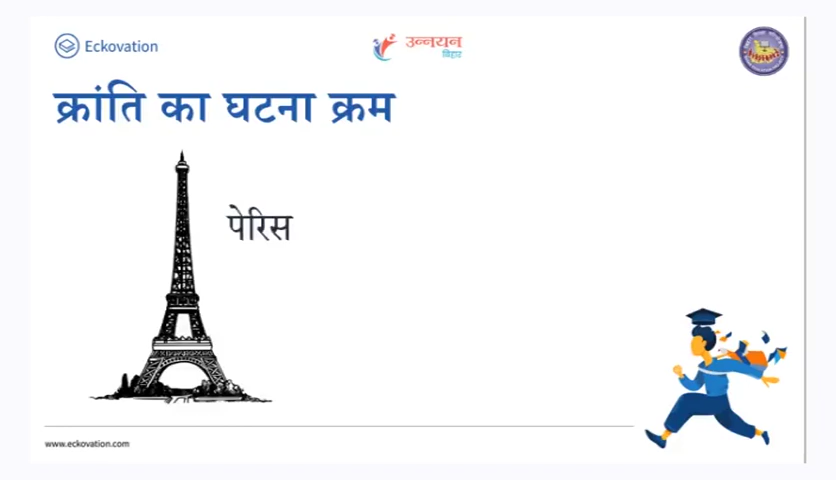 Eckovation
उन्नयन
बिहार
क्रांति का घटना क्रम
पेरिस
www.eckovation.com